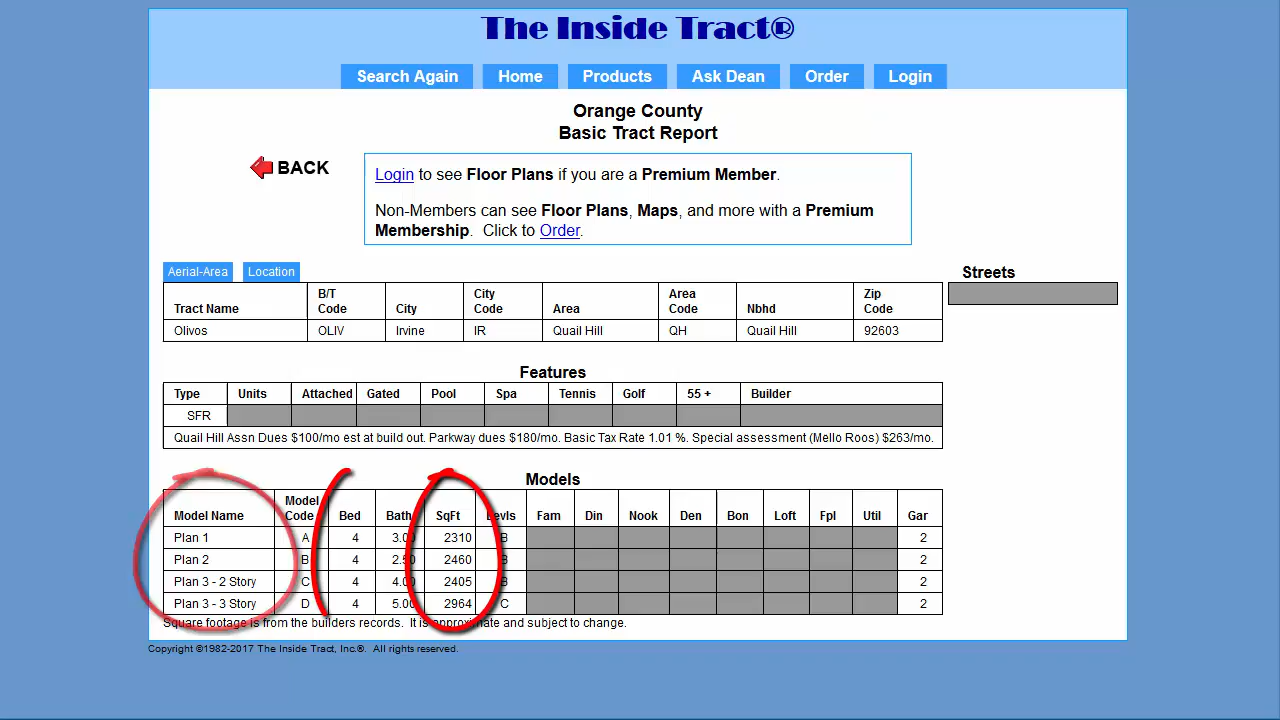 The Inside Tract®
Search Again Home Products Ask Dean Order Login
Orange County
Basic Tract Report
BACK
Login to see Floor Plans if you are a Premium Member.
Non-Members can see Floor Plans, Maps, and more with a Premium
Membership. Click to Order.
Aerial-Area Location
Streets
Tract Name B/T Code City City Code Area Area Code Nbhd Zip Code
Olivos OLIV Irvine IR Quail Hill QH Quail Hill 92603
Features
Type Units Attached Gated Pool Spa Tennis Golf 55 + Builder
SFR
Quail Hill Assn Dues $100/mo est at build out. Parkway dues $180/mo. Basic Tax Rate 1.01 %. Special assessment (Mello Roos) $263/mo.
Models
Model Name Model Code Bed Bath SqFt Levls Fam Din Nook Den Bon Loft Fpl Util Gar
Plan 1 A 4 3.00 2310 B 2
Plan 2 B 4 2.50 2460 B 2
Plan 3 - 2 Story C 4 4.00 2405 B 2
Plan 3 - 3 Story D 4 5.00 2964 C 2
Square footage is from the builders records. It is approximate and subject to change.
Copyright ©1982-2017 The Inside Tract, Inc.®. All rights reserved.